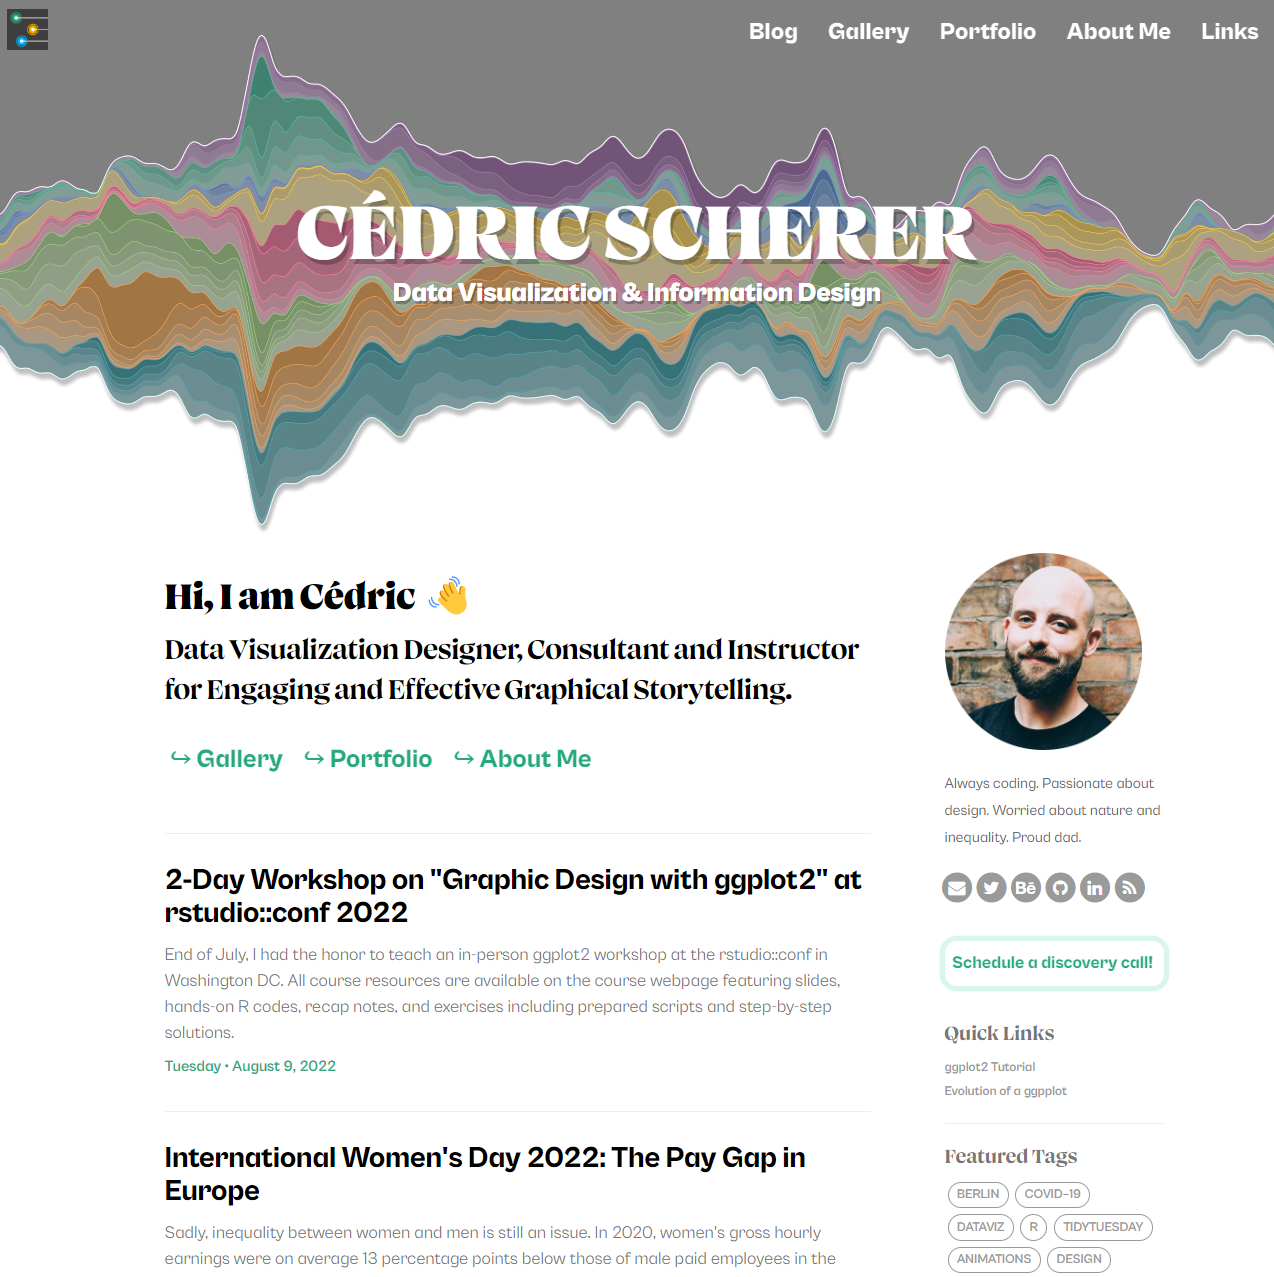 Blog Gallery Portfolio About Me Links
CÉDRIC SCHERER
Data Visualization & Information Design
Hi, I am Cédric 👋
Data Visualization Designer, Consultant and Instructor
for Engaging and Effective Graphical Storytelling.
↪ Gallery ↪ Portfolio ↪ About Me
2-Day Workshop on "Graphic Design with ggplot2" at
rstudio::conf 2022
End of July, I had the honor to teach an in-person ggplot2 workshop at the rstudio::conf in
Washington DC. All course resources are available on the course webpage featuring slides,
hands-on R codes, recap notes, and exercises including prepared scripts and step-by-step
solutions.
Tuesday • August 9, 2022
International Women's Day 2022: The Pay Gap in
Europe
Sadly, inequality between women and men is still an issue. In 2020, women's gross hourly
earnings were on average 13 percentage points below those of male paid employees in the
Always coding. Passionate about
design. Worried about nature and
inequality. Proud dad.
Bē in
Schedule a discovery call!
Quick Links
ggplot2 Tutorial
Evolution of a ggpplot
Featured Tags
BERLIN COVID-19
DATAVIZ R TIDYTUESDAY
ANIMATIONS DESIGN